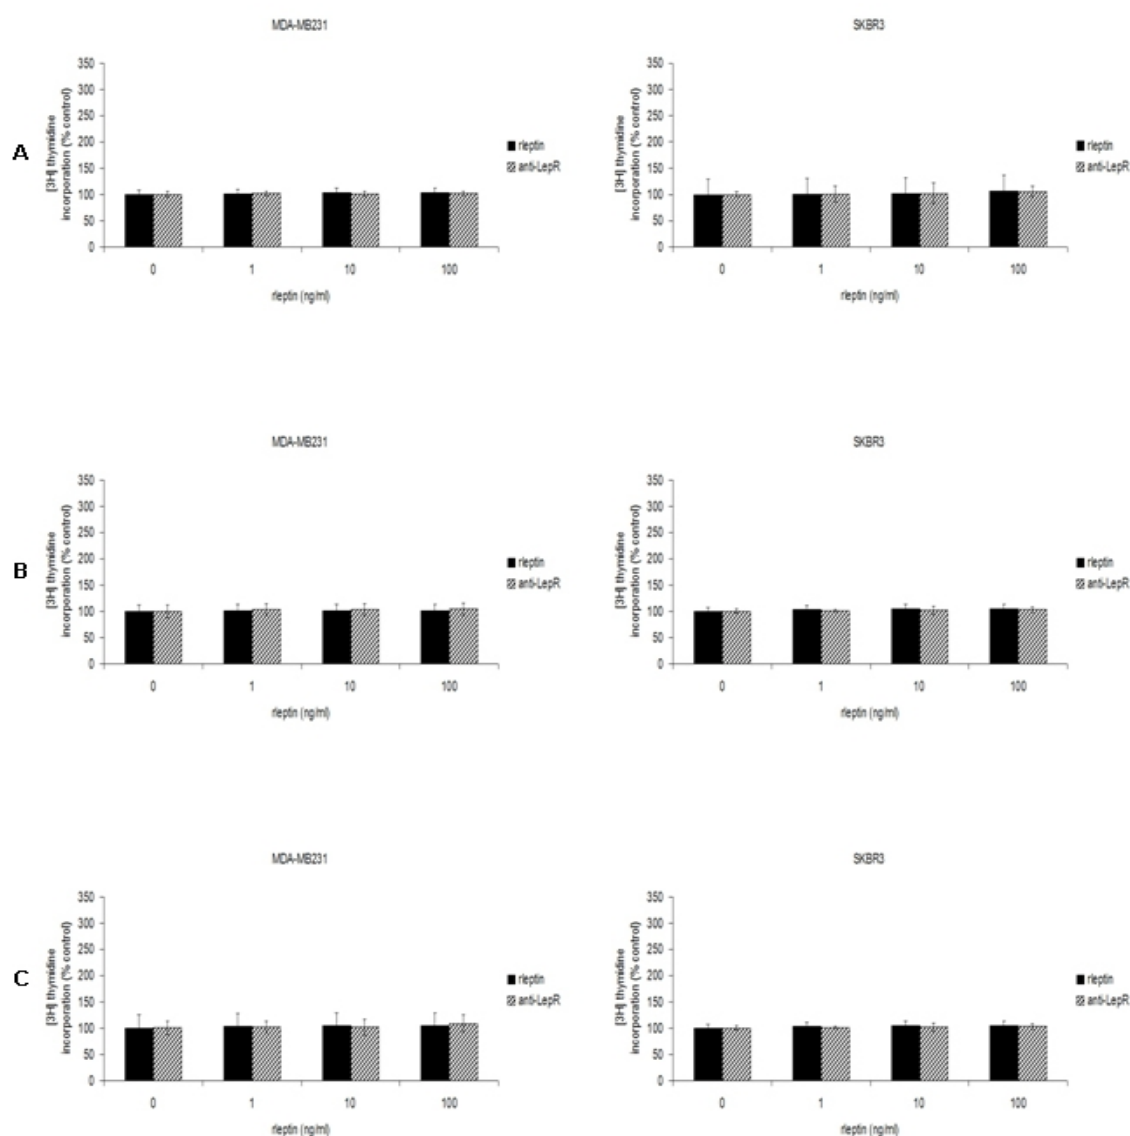 MDA-MB231
SKBR3
A
[3H] thymidine
incorporation (% control)
350
300
250
200
150
100
50
0
0 1 10 100
rleptin (ng/ml)
rleptin
anti-LepR
[3H] thymidine
incorporation (% control)
350
300
250
200
150
100
50
0
0 1 10 100
rleptin (ng/ml)
rleptin
anti-LepR
MDA-MB231
SKBR3
B
[3H] thymidine
incorporation (% control)
350
300
250
200
150
100
50
0
0 1 10 100
rleptin (ng/ml)
rleptin
anti-LepR
[3H] thymidine
incorporation (% control)
350
300
250
200
150
100
50
0
0 1 10 100
rleptin (ng/ml)
rleptin
anti-LepR
MDA-MB231
SKBR3
C
[3H] thymidine
incorporation (% control)
350
300
250
200
150
100
50
0
0 1 10 100
rleptin (ng/ml)
rleptin
anti-LepR
[3H] thymidine
incorporation (% control)
350
300
250
200
150
100
50
0
0 1 10 100
rleptin (ng/ml)
rleptin
anti-LepR